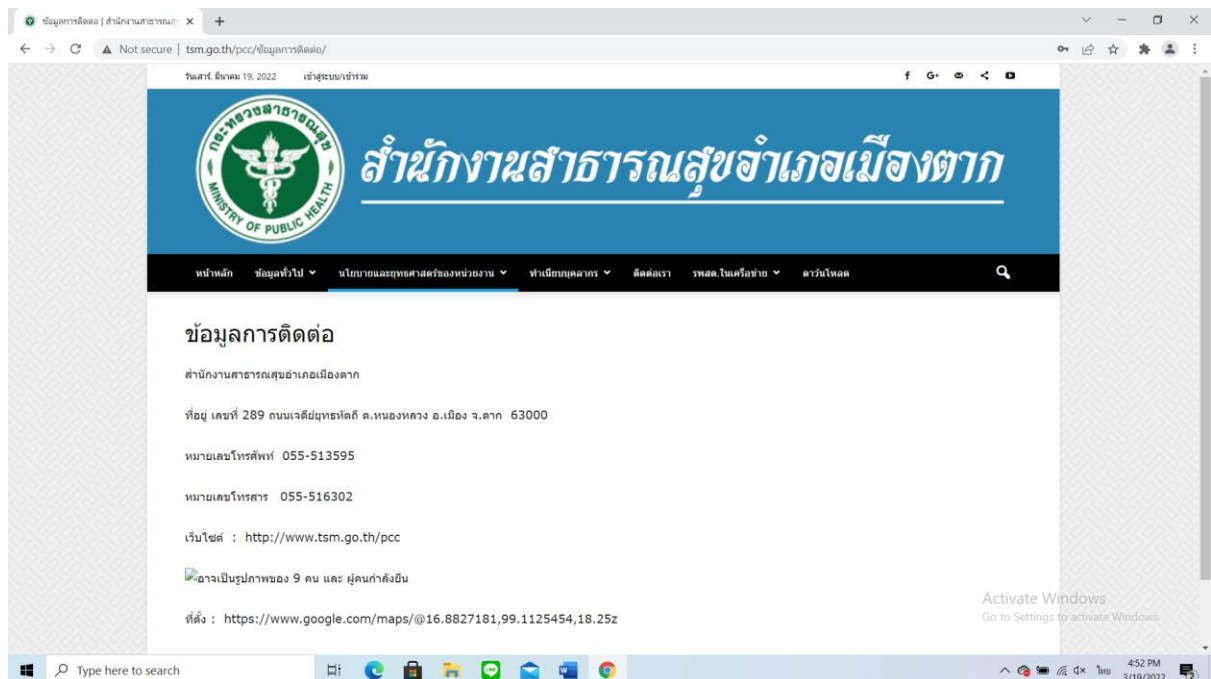 ข้อมูลการติดต่อ | สำนักงานสาธารณสุ
Not secure | tsm.go.th/pcc/ข้อมูลการติดต่อ/
วันเสาร์, มีนาคม 19, 2022 เข้าสู่ระบบ/เข้าร่วม
กระทรวงสาธารณสุข
MINISTRY OF PUBLIC HEALTH
สำนักงานสาธารณสุขอำเภอเมืองตาก
หน้าหลัก ข้อมูลทั่วไป นโยบายและยุทธศาสตร์ของหน่วยงาน ทำเนียบบุคลากร ติดต่อเรา รพสต.ในเครือข่าย ดาวน์โหลด
ข้อมูลการติดต่อ
สำนักงานสาธารณสุขอำเภอเมืองตาก
ที่อยู่ เลขที่ 289 ถนนเจดีย์ยุทธหัตถี ต.หนองหลวง อ.เมือง จ.ตาก 63000
หมายเลขโทรศัพท์ 055-513595
หมายเลขโทรสาร 055-516302
เว็บไซต์ : http://www.tsm.go.th/pcc
อาจเป็นรูปภาพของ 9 คน และ ผู้คนกำลังยืน
ที่ตั้ง : https://www.google.com/maps/@16.8827181,99.1125454,18.25z
Activate Windows
Go to Settings to activate Windows.
Type here to search
ไทย 4:52 PM
3/19/2022